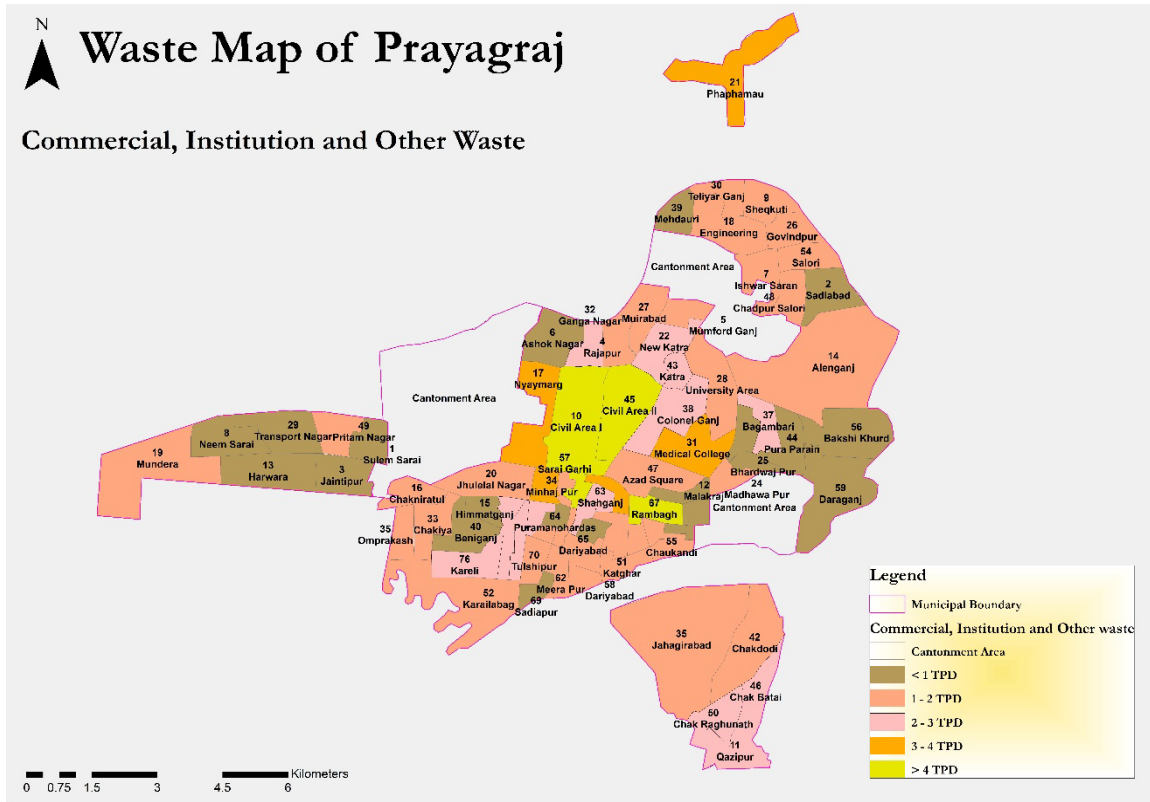 N
Waste Map of Prayagraj
Commercial, Institution and Other Waste
21
Phaphamau
30
Teliyar Ganj
9
Sheqkuti
39
Mehdauri
18
Engineering
26
Govindpur
54
Salori
Cantonment Area
7
Ishwar Saran
2
Sadiabad
48
Chadpur Salori
32
Ganga Nagar
27
Muirabad
5
Mumford Ganj
6
Ashok Nagar
4
Rajapur
22
New Katra
14
Alenganj
17
Nyaymarg
43
Katra
28
University Area
Cantonment Area
45
Civil Area II
10
Civil Area I
38
Colonel Ganj
37
Bagambari
56
Bakshi Khurd
44
Pura Parain
49
Pritam Nagar
29
Transport Nagar
8
Neem Sarai
1
Sulem Sarai
19
Mundera
13
Harwara
3
Jaintipur
31
Medical College
57
Sarai Garhi
25
Bhardwaj Pur
47
Azad Square
20
Jhulelal Nagar
34
Minhaj Pur
12
Malakraj
24
Madhawa Pur
Cantonment Area
59
Daraganj
16
Chakniratul
63
Shahganj
67
Rambagh
15
Himmatganj
33
Chakiya
64
Puramanohardas
35
Omprakash
40
Beniganj
65
Dariyabad
55
Chaukandi
76
Kareli
70
Tulshipur
51
Katghar
62
Meera Pur
58
Dariyabad
52
Karailabag
69
Sadiapur
35
Jahagirabad
42
Chakdodi
46
Chak Batai
50
Chak Raghunath
11
Qazipur
Legend
Municipal Boundary
Commercial, Institution and Other waste
Cantonment Area
< 1 TPD
1 - 2 TPD
2 - 3 TPD
3 - 4 TPD
> 4 TPD
Kilometers
0 0.75 1.5 3 4.5 6